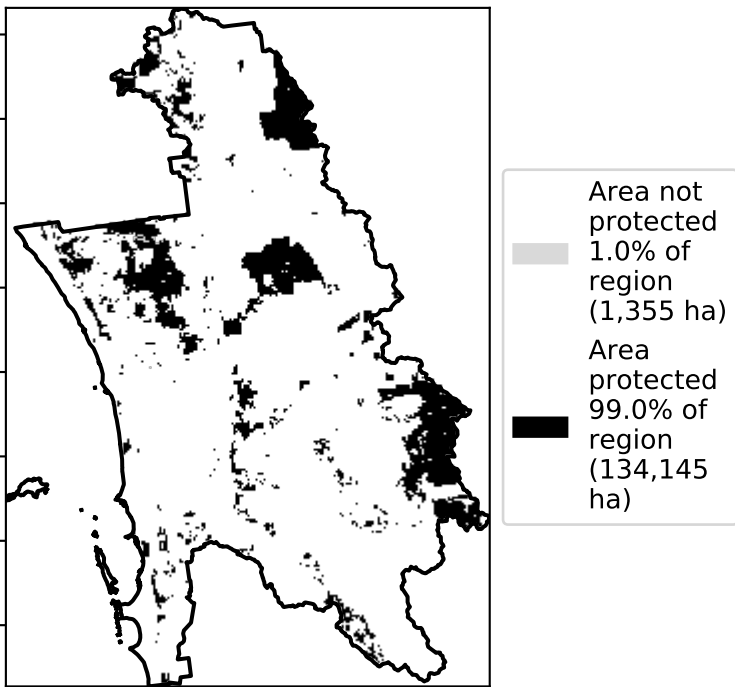 Area not
protected
1.0% of
region
(1,355 ha)
Area
protected
99.0% of
region
(134,145
ha)